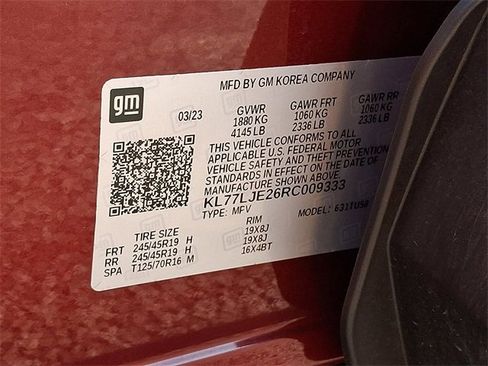 MFD BY GM KOREA COMPANY
gm
03/23 GVWR GAWR FRT GAWR RR
1880 KG 1060 KG 1060 KG
4145 LB 2336 LB 2336 LB
THIS VEHICLE CONFORMS TO ALL
APPLICABLE U.S. FEDERAL MOTOR
VEHICLE SAFETY AND THEFT PREVENTION
STANDARDS IN EFFECT ON THE DATE OF
MANUFACTURE SHOWN ABOVE.
KL77LJE26RC009333
TYPE: MPV MODEL: 631TU58
TIRE SIZE RIM
FRT 245/45R19 H 19X8J
RR 245/45R19 H 19X8J
SPA T125/70R16 M 16X4BT